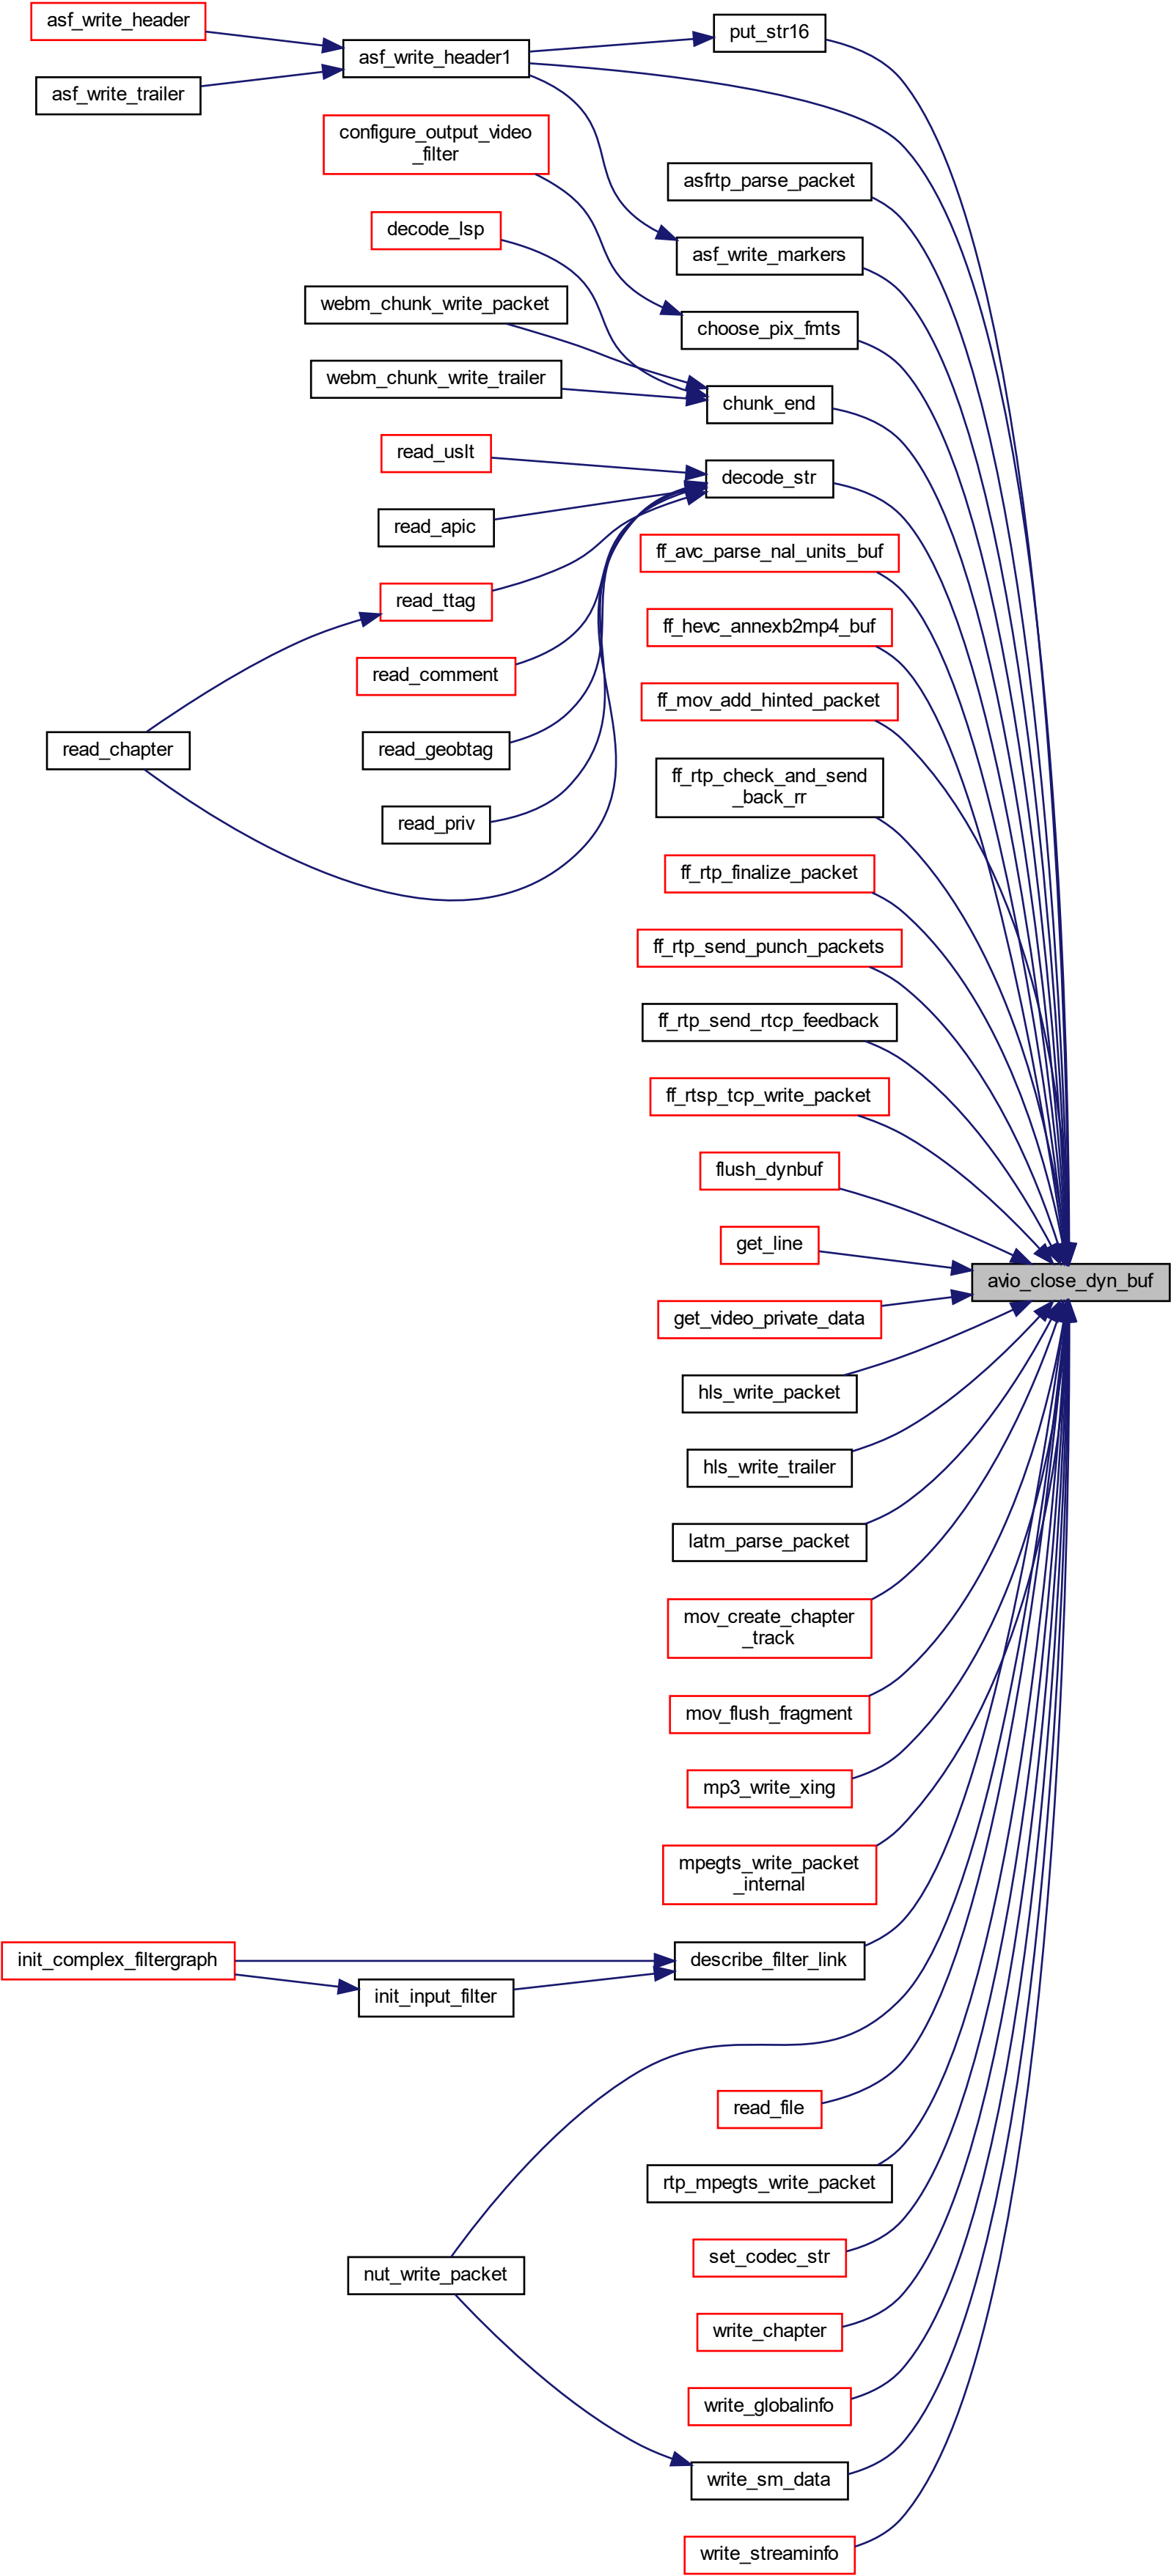 asf_write_header
put_str16
asf_write_header1
asf_write_trailer
configure_output_video
_filter
asfrtp_parse_packet
decode_lsp
asf_write_markers
webm_chunk_write_packet
choose_pix_fmts
webm_chunk_write_trailer
chunk_end
read_uslt
decode_str
read_apic
ff_avc_parse_nal_units_buf
read_ttag
ff_hevc_annexb2mp4_buf
read_comment
ff_mov_add_hinted_packet
read_chapter
read_geobtag
ff_rtp_check_and_send
_back_rr
read_priv
ff_rtp_finalize_packet
ff_rtp_send_punch_packets
ff_rtp_send_rtcp_feedback
ff_rtsp_tcp_write_packet
flush_dynbuf
get_line
avio_close_dyn_buf
get_video_private_data
hls_write_packet
hls_write_trailer
latm_parse_packet
mov_create_chapter
_track
mov_flush_fragment
mp3_write_xing
mpegts_write_packet
_internal
init_complex_filtergraph
describe_filter_link
init_input_filter
read_file
rtp_mpegts_write_packet
set_codec_str
nut_write_packet
write_chapter
write_globalinfo
write_sm_data
write_streaminfo